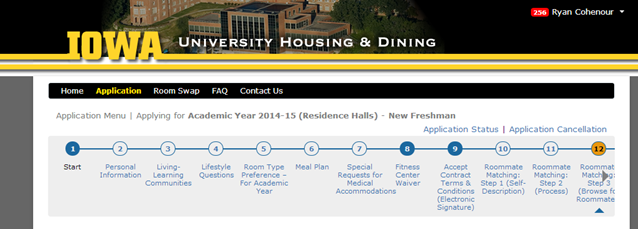 256 Ryan Cohenour
IOWA UNIVERSITY HOUSING & DINING
Home Application Room Swap FAQ Contact Us
Application Menu | Applying for Academic Year 2014-15 (Residence Halls) - New Freshman
Application Status | Application Cancellation
1 Start
2 Personal
Information
3 Living-
Learning
Communities
4 Lifestyle
Questions
5 Room Type
Preference –
For Academic
Year
6 Meal Plan
7 Special
Requests for
Medical
Accommodations
8 Fitness
Center
Waiver
9 Accept
Contract
Terms &
Conditions
(Electronic
Signature)
10 Roommate
Matching:
Step 1 (Self-
Description)
11 Roommate
Matching:
Step 2
(Process)
12 Roommat
Matching:
Step 3
(Browse fo
Roommate